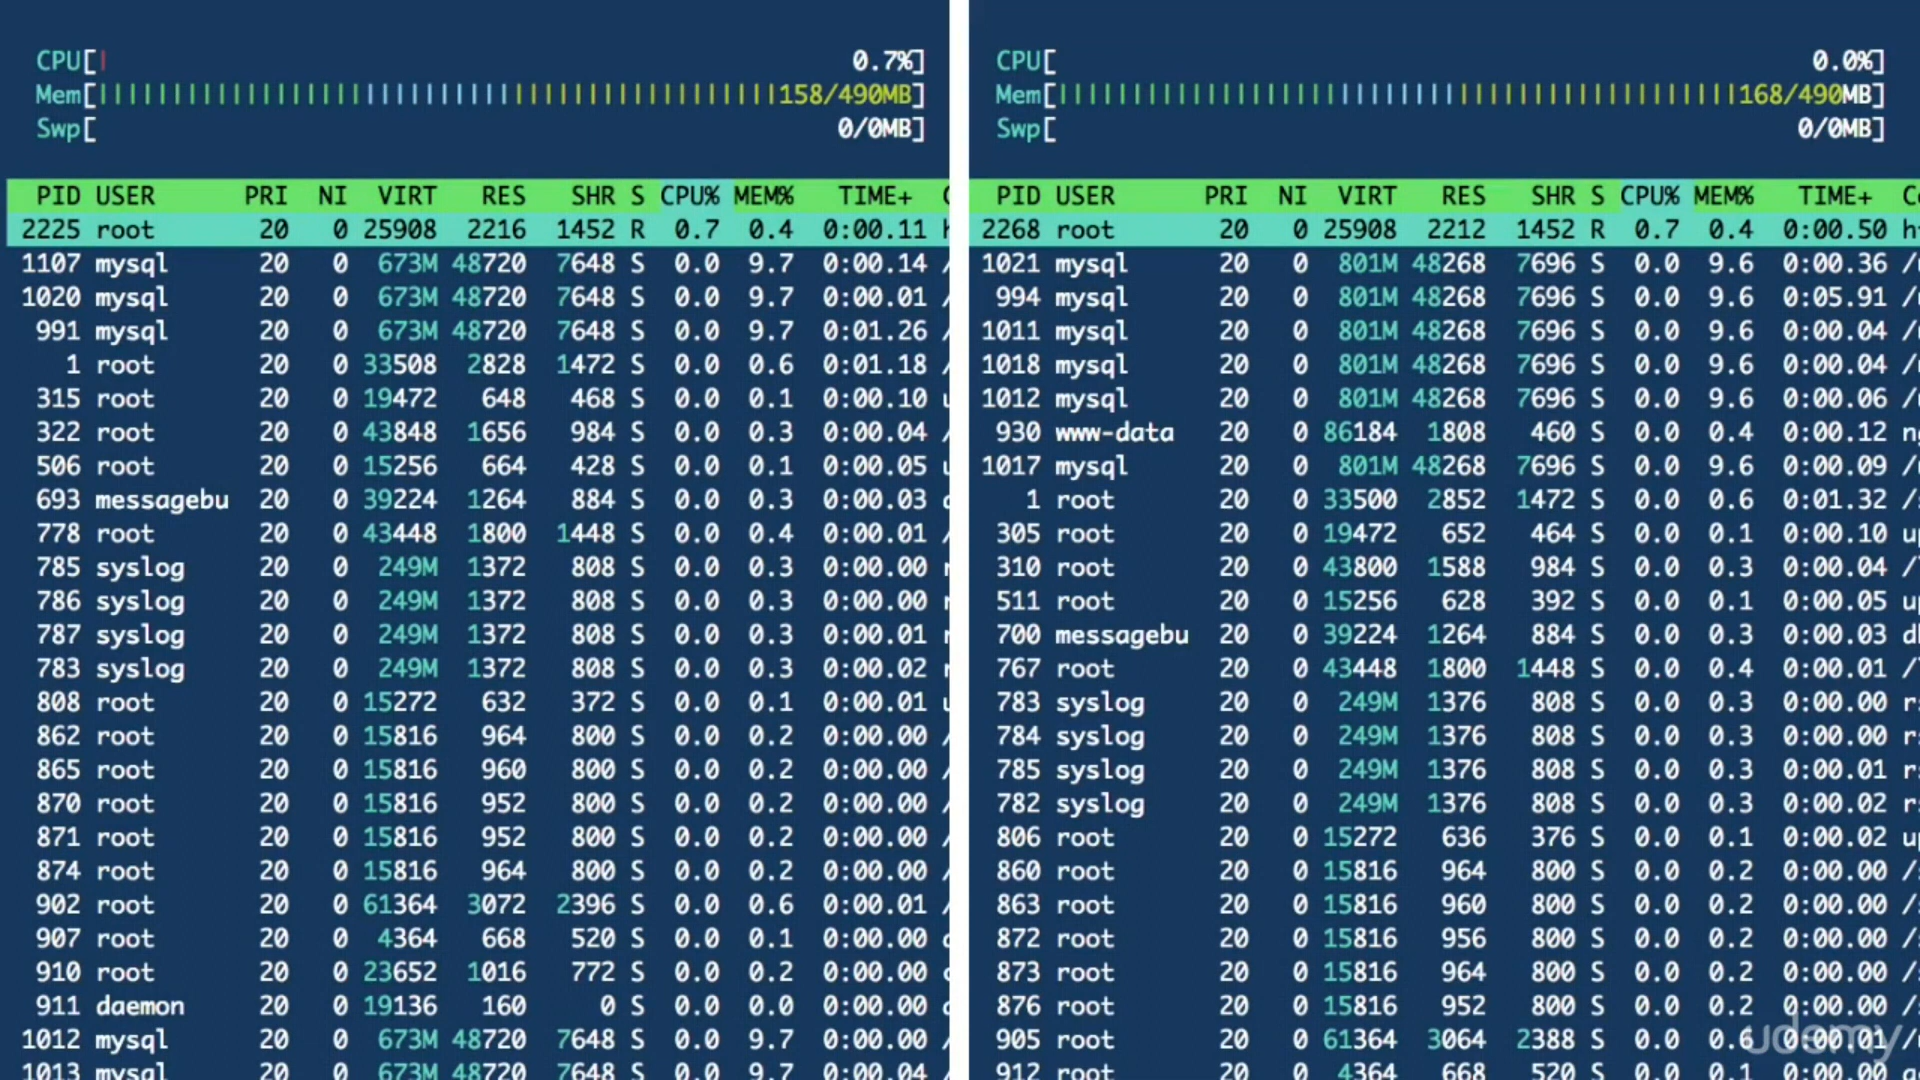 CPU[| 0.7%]
Mem[|||||||||||||||||||||||||||||||||||||||||||||||158/490MB]
Swp[ 0/0MB]
PID USER PRI NI VIRT RES SHR S CPU% MEM% TIME+
2225 root 20 0 25908 2216 1452 R 0.7 0.4 0:00.11
1107 mysql 20 0 673M 48720 7648 S 0.0 9.7 0:00.14 /
1020 mysql 20 0 673M 48720 7648 S 0.0 9.7 0:00.01 /
991 mysql 20 0 673M 48720 7648 S 0.0 9.7 0:01.26 /
1 root 20 0 33508 2828 1472 S 0.0 0.6 0:01.18 /
315 root 20 0 19472 648 468 S 0.0 0.1 0:00.10
322 root 20 0 43848 1656 984 S 0.0 0.3 0:00.04 /
506 root 20 0 15256 664 428 S 0.0 0.1 0:00.05
693 messagebu 20 0 39224 1264 884 S 0.0 0.3 0:00.03
778 root 20 0 43448 1800 1448 S 0.0 0.4 0:00.01 /
785 syslog 20 0 249M 1372 808 S 0.0 0.3 0:00.00
786 syslog 20 0 249M 1372 808 S 0.0 0.3 0:00.00
787 syslog 20 0 249M 1372 808 S 0.0 0.3 0:00.01
783 syslog 20 0 249M 1372 808 S 0.0 0.3 0:00.02
808 root 20 0 15272 632 372 S 0.0 0.1 0:00.01
862 root 20 0 15816 964 800 S 0.0 0.2 0:00.00 /
865 root 20 0 15816 960 800 S 0.0 0.2 0:00.00 /
870 root 20 0 15816 952 800 S 0.0 0.2 0:00.00 /
871 root 20 0 15816 952 800 S 0.0 0.2 0:00.00 /
874 root 20 0 15816 964 800 S 0.0 0.2 0:00.00 /
902 root 20 0 61364 3072 2396 S 0.0 0.6 0:00.01 /
907 root 20 0 4364 668 520 S 0.0 0.1 0:00.00
910 root 20 0 23652 1016 772 S 0.0 0.2 0:00.00
911 daemon 20 0 19136 160 0 S 0.0 0.0 0:00.00
1012 mysql 20 0 673M 48720 7648 S 0.0 9.7 0:00.00 /
1013 mysql 20 0 673M 48720 7648 S 0.0 9.7 0:00.04 /
CPU[ 0.0%]
Mem[|||||||||||||||||||||||||||||||||||||||||||||||168/490MB]
Swp[ 0/0MB]
PID USER PRI NI VIRT RES SHR S CPU% MEM% TIME+ Co
2268 root 20 0 25908 2212 1452 R 0.7 0.4 0:00.50 h
1021 mysql 20 0 801M 48268 7696 S 0.0 9.6 0:00.36 /
994 mysql 20 0 801M 48268 7696 S 0.0 9.6 0:05.91 /
1011 mysql 20 0 801M 48268 7696 S 0.0 9.6 0:00.04 /
1018 mysql 20 0 801M 48268 7696 S 0.0 9.6 0:00.04 /
1012 mysql 20 0 801M 48268 7696 S 0.0 9.6 0:00.06 /
930 www-data 20 0 86184 1808 460 S 0.0 0.4 0:00.12 n
1017 mysql 20 0 801M 48268 7696 S 0.0 9.6 0:00.09 /
1 root 20 0 33500 2852 1472 S 0.0 0.6 0:01.32 /
305 root 20 0 19472 652 464 S 0.0 0.1 0:00.10 u
310 root 20 0 43800 1588 984 S 0.0 0.3 0:00.04 /
511 root 20 0 15256 628 392 S 0.0 0.1 0:00.05 u
700 messagebu 20 0 39224 1264 884 S 0.0 0.3 0:00.03 d
767 root 20 0 43448 1800 1448 S 0.0 0.4 0:00.01 /
783 syslog 20 0 249M 1376 808 S 0.0 0.3 0:00.00 r
784 syslog 20 0 249M 1376 808 S 0.0 0.3 0:00.00 r
785 syslog 20 0 249M 1376 808 S 0.0 0.3 0:00.01 r
782 syslog 20 0 249M 1376 808 S 0.0 0.3 0:00.02 r
806 root 20 0 15272 636 376 S 0.0 0.1 0:00.02 u
860 root 20 0 15816 964 800 S 0.0 0.2 0:00.00 /
863 root 20 0 15816 960 800 S 0.0 0.2 0:00.00 /
872 root 20 0 15816 956 800 S 0.0 0.2 0:00.00 /
873 root 20 0 15816 964 800 S 0.0 0.2 0:00.00 /
876 root 20 0 15816 952 800 S 0.0 0.2 0:00.00 /
905 root 20 0 61364 3064 2388 S 0.0 0.6 0:00.01 /
912 root 20 0 4364 668 520 S 0.0 0.1 0:00.00
udemy